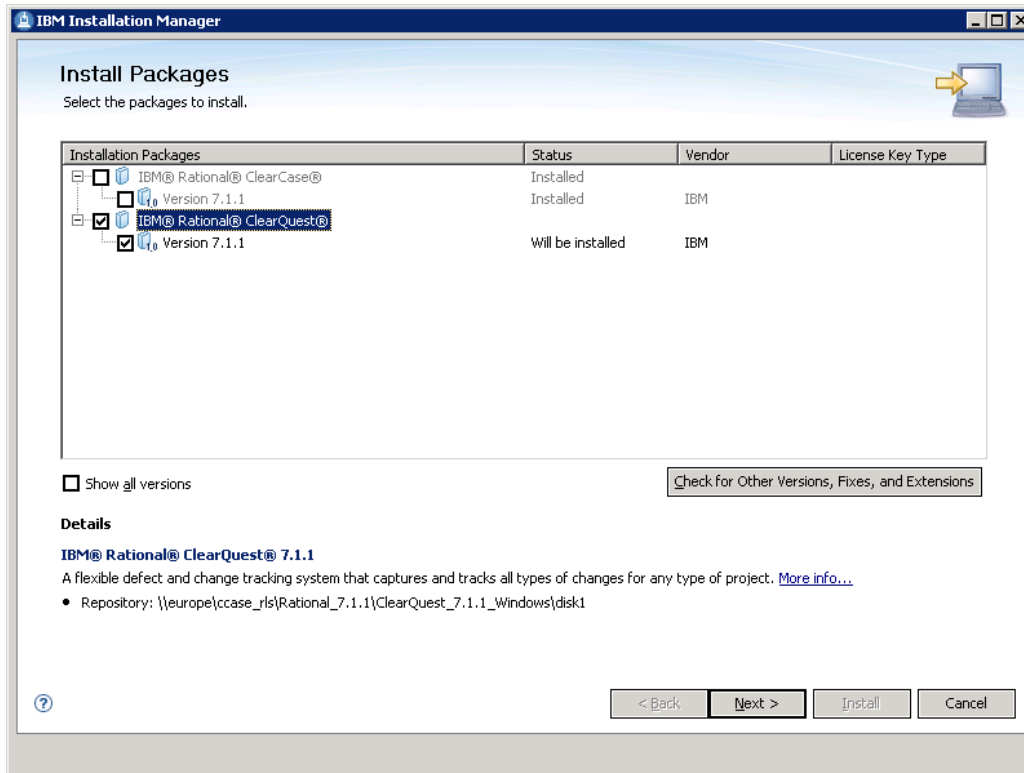 IBM Installation Manager
Install Packages
Select the packages to install.
Installation Packages Status Vendor License Key Type
IBM® Rational® ClearCase® Installed
Version 7.1.1 Installed IBM
IBM® Rational® ClearQuest®
Version 7.1.1 Will be installed IBM
Show all versions Check for Other Versions, Fixes, and Extensions
Details
IBM® Rational® ClearQuest® 7.1.1
A flexible defect and change tracking system that captures and tracks all types of changes for any type of project. More info...
• Repository: \\europe\ccase_rls\Rational_7.1.1\ClearQuest_7.1.1_Windows\disk1
? < Back Next > Install Cancel